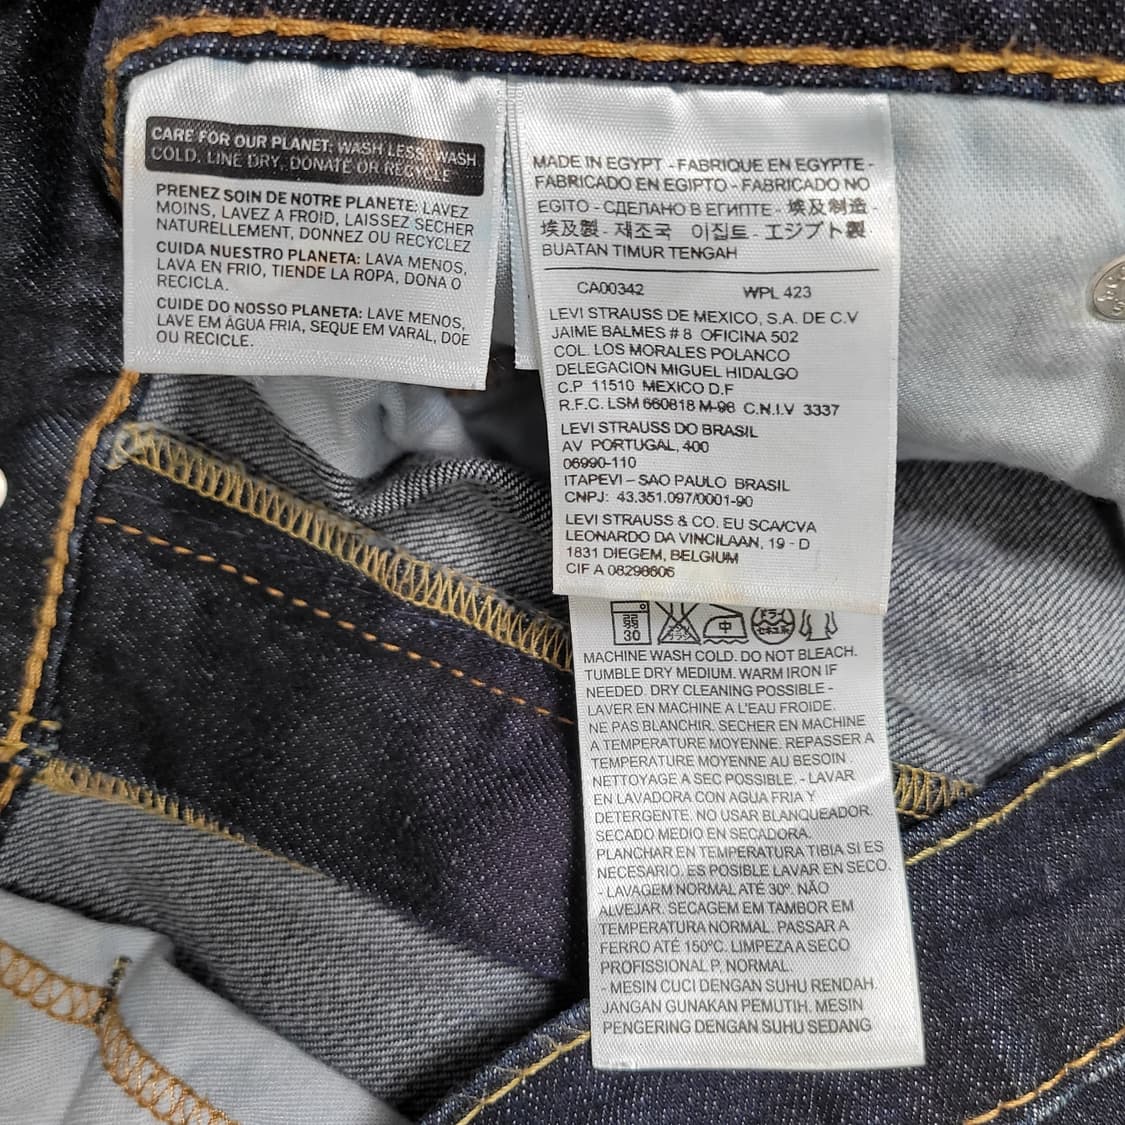 CARE FOR OUR PLANET: WASH LESS, WASH
COLD, LINE DRY, DONATE OR RECYCLE
PRENEZ SOIN DE NOTRE PLANETE: LAVEZ
MOINS, LAVEZ A FROID, LAISSEZ SECHER
NATURELLEMENT, DONNEZ OU RECYCLEZ
CUIDA NUESTRO PLANETA: LAVA MENOS,
LAVA EN FRIO, TIENDE LA ROPA, DONA O
RECICLA.
CUIDE DO NOSSO PLANETA: LAVE MENOS,
LAVE EM ÁGUA FRIA, SEQUE EM VARAL, DOE
OU RECICLE.
MADE IN EGYPT - FABRIQUE EN EGYPTE -
FABRICADO EN EGIPTO - FABRICADO NO
EGITO - СДЕЛАНО В ЕГИПТЕ - 埃及制造 -
埃及製 - 제조국 이집트 - エジプト製
BUATAN TIMUR TENGAH
CA00342 WPL 423
LEVI STRAUSS DE MEXICO, S.A. DE C.V
JAIME BALMES # 8 OFICINA 502
COL. LOS MORALES POLANCO
DELEGACION MIGUEL HIDALGO
C.P 11510 MEXICO D.F
R.F.C. LSM 660818 M-98 C.N.I.V 3337
LEVI STRAUSS DO BRASIL
AV PORTUGAL, 400
06990-110
ITAPEVI – SAO PAULO BRASIL
CNPJ: 43.351.097/0001-90
LEVI STRAUSS & CO. EU SCA/CVA
LEONARDO DA VINCILAAN, 19 - D
1831 DIEGEM, BELGIUM
CIF A 08298606
弱
30 中
MACHINE WASH COLD. DO NOT BLEACH.
TUMBLE DRY MEDIUM. WARM IRON IF
NEEDED. DRY CLEANING POSSIBLE -
LAVER EN MACHINE A L'EAU FROIDE.
NE PAS BLANCHIR. SECHER EN MACHINE
A TEMPERATURE MOYENNE. REPASSER A
TEMPERATURE MOYENNE AU BESOIN.
NETTOYAGE A SEC POSSIBLE. - LAVAR
EN LAVADORA CON AGUA FRIA Y
DETERGENTE. NO USAR BLANQUEADOR.
SECADO MEDIO EN SECADORA.
PLANCHAR EN TEMPERATURA TIBIA SI ES
NECESARIO. ES POSIBLE LAVAR EN SECO.
- LAVAGEM NORMAL ATÉ 30º. NÃO
ALVEJAR. SECAGEM EM TAMBOR EM
TEMPERATURA NORMAL. PASSAR A
FERRO ATÉ 150ºC. LIMPEZA A SECO
PROFISSIONAL P, NORMAL.
- MESIN CUCI DENGAN SUHU RENDAH.
JANGAN GUNAKAN PEMUTIH. MESIN
PENGERING DENGAN SUHU SEDANG